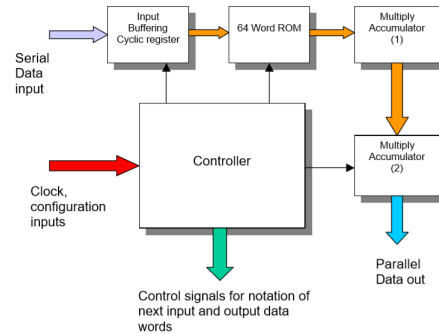 Input
Buffering
Cyclic register
64 Word ROM
Multiply
Accumulator
(1)
Serial
Data
input
Controller
Multiply
Accumulator
(2)
Clock,
configuration
inputs
Parallel
Data out
Control signals for notation of
next input and output data
words